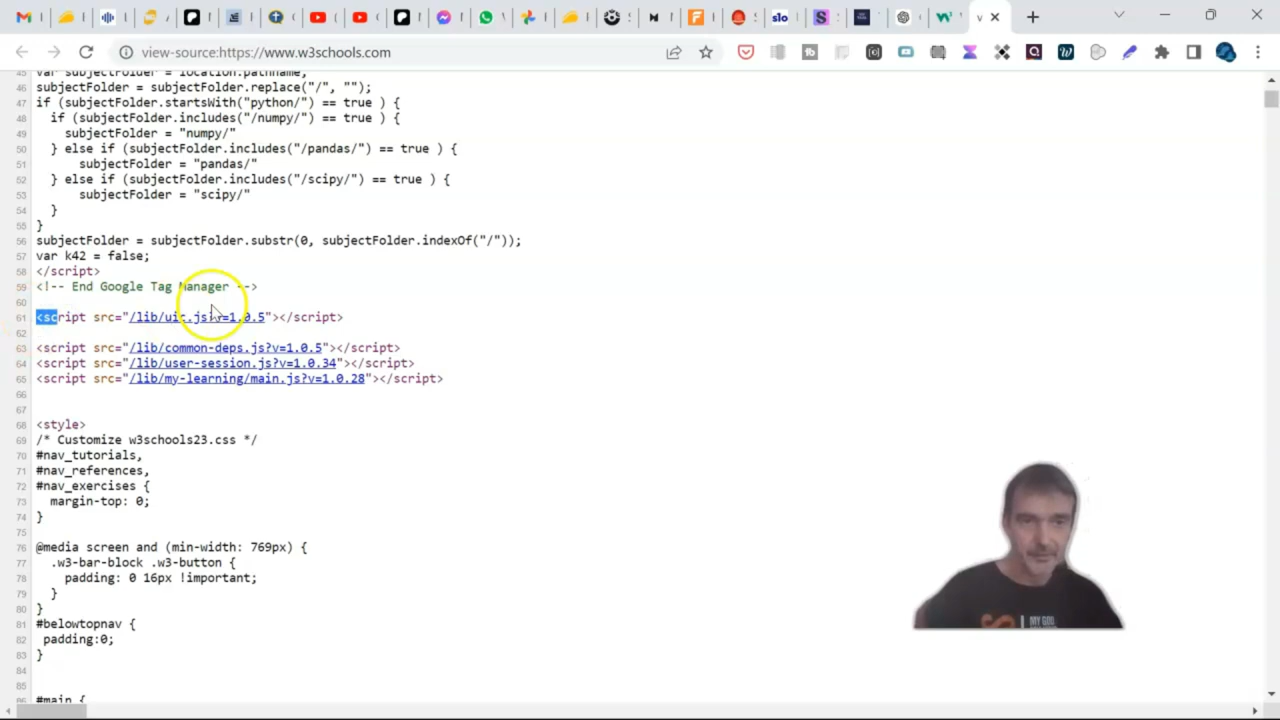 view-source:https://www.w3schools.com
45 var subjectFolder = location.pathname;
46 subjectFolder = subjectFolder.replace("/", "");
47 if (subjectFolder.startsWith("python/") == true ) {
48 if (subjectFolder.includes("/numpy/") == true ) {
49 subjectFolder = "numpy/"
50 } else if (subjectFolder.includes("/pandas/") == true ) {
51 subjectFolder = "pandas/"
52 } else if (subjectFolder.includes("/scipy/") == true ) {
53 subjectFolder = "scipy/"
54 }
55 }
56 subjectFolder = subjectFolder.substr(0, subjectFolder.indexOf("/"));
57 var k42 = false;
58 </script>
59 <!-- End Google Tag Manager -->
60
61 <script src="/lib/uic.js?v=1.0.5"></script>
62
63 <script src="/lib/common-deps.js?v=1.0.5"></script>
64 <script src="/lib/user-session.js?v=1.0.34"></script>
65 <script src="/lib/my-learning/main.js?v=1.0.28"></script>
66
67
68 <style>
69 /* Customize w3schools23.css */
70 #nav_tutorials,
71 #nav_references,
72 #nav_exercises {
73 margin-top: 0;
74 }
75
76 @media screen and (min-width: 769px) {
77 .w3-bar-block .w3-button {
78 padding: 0 16px !important;
79 }
80 }
81 #belowtopnav {
82 padding:0;
83 }
84
85
86 #main {
MY GOD